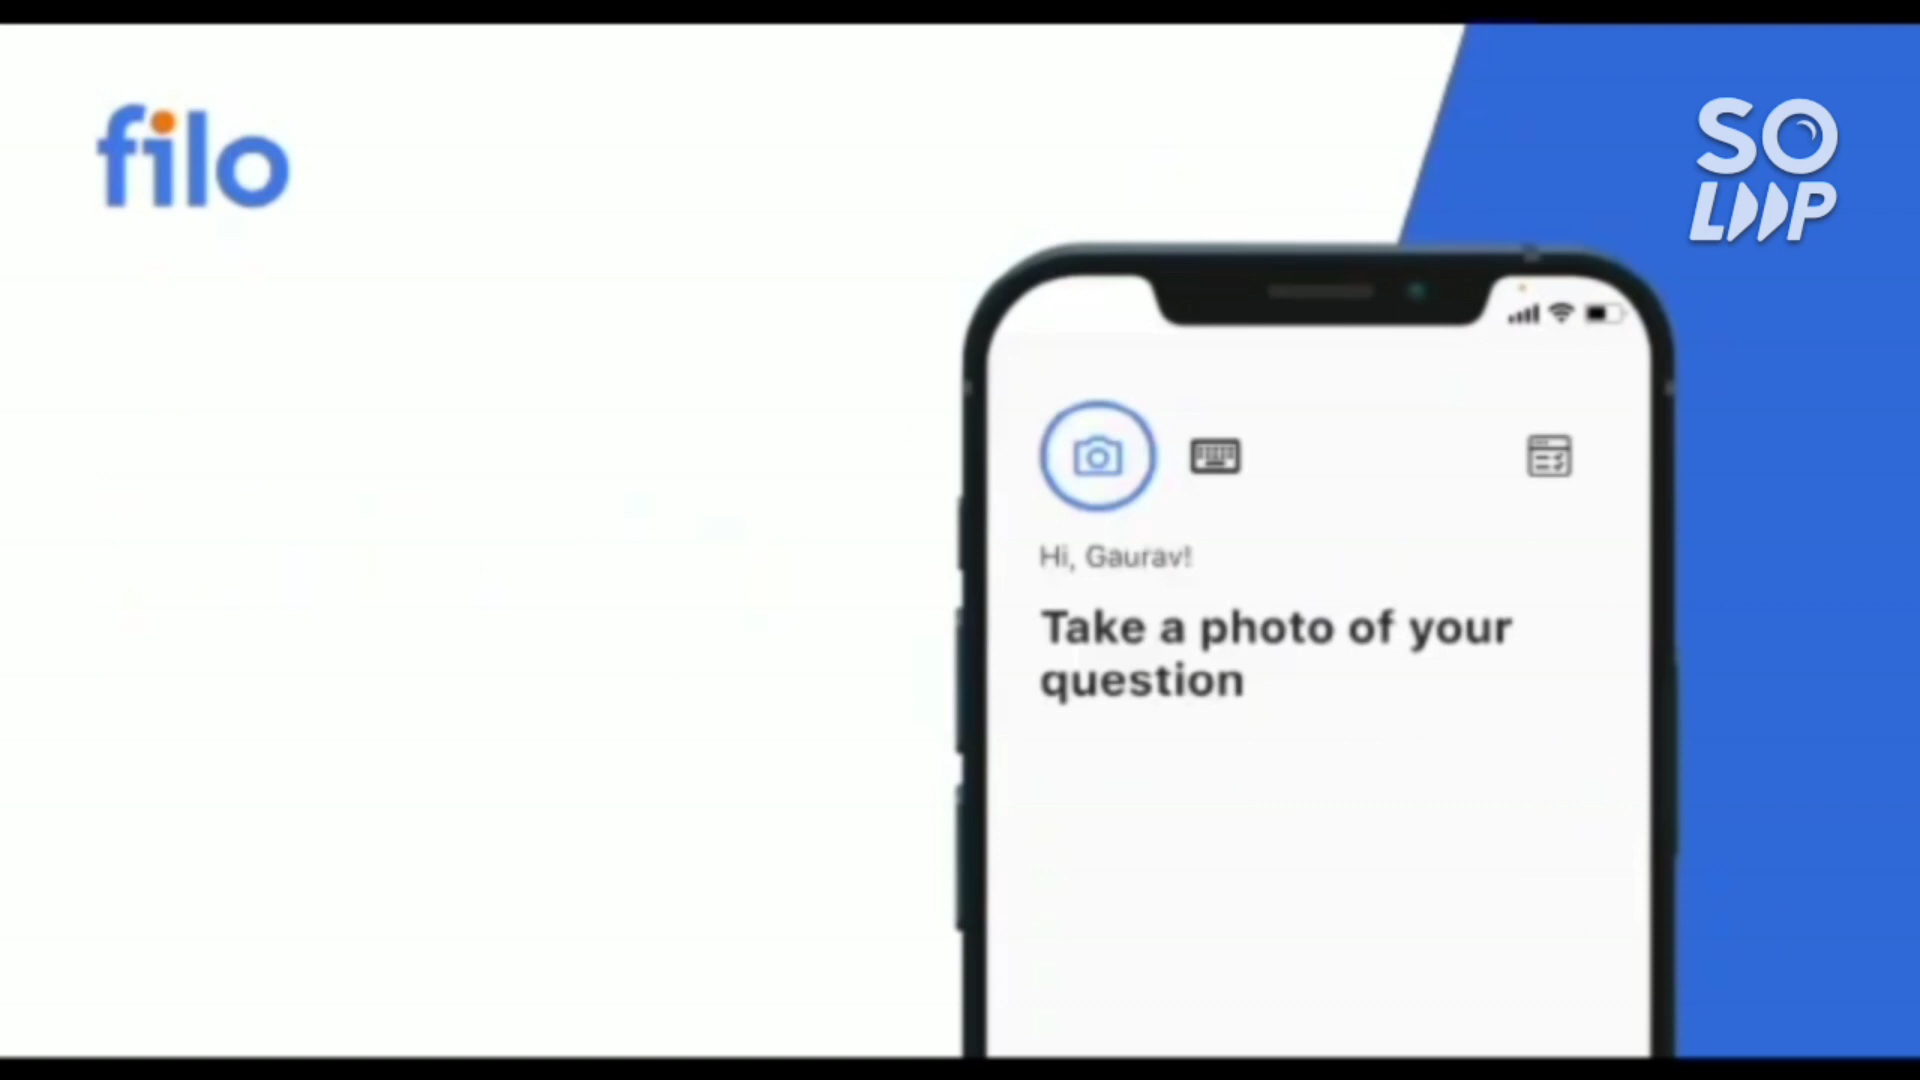 filo
SO
LOOP
Hi, Gaurav!
Take a photo of your
question